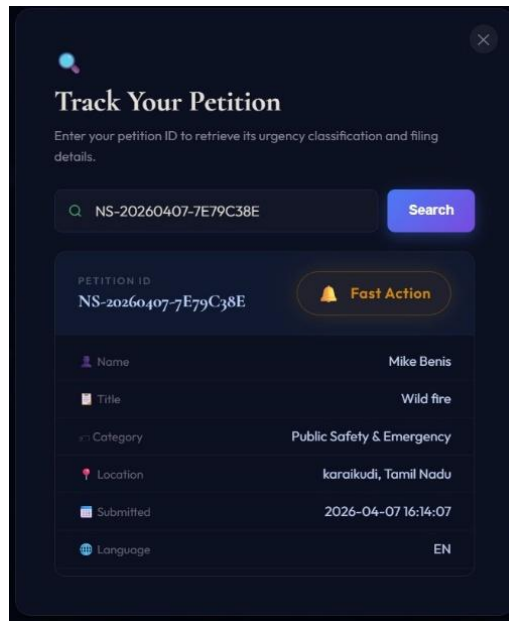 Track Your Petition
Enter your petition ID to retrieve its urgency classification and filing
details.
NS-20260407-7E79C38E
Search
PETITION ID
NS-20260407-7E79C38E
Fast Action
Name
Mike Benis
Title
Wild fire
Category
Public Safety & Emergency
Location
karaikudi, Tamil Nadu
Submitted
2026-04-07 16:14:07
Language
EN